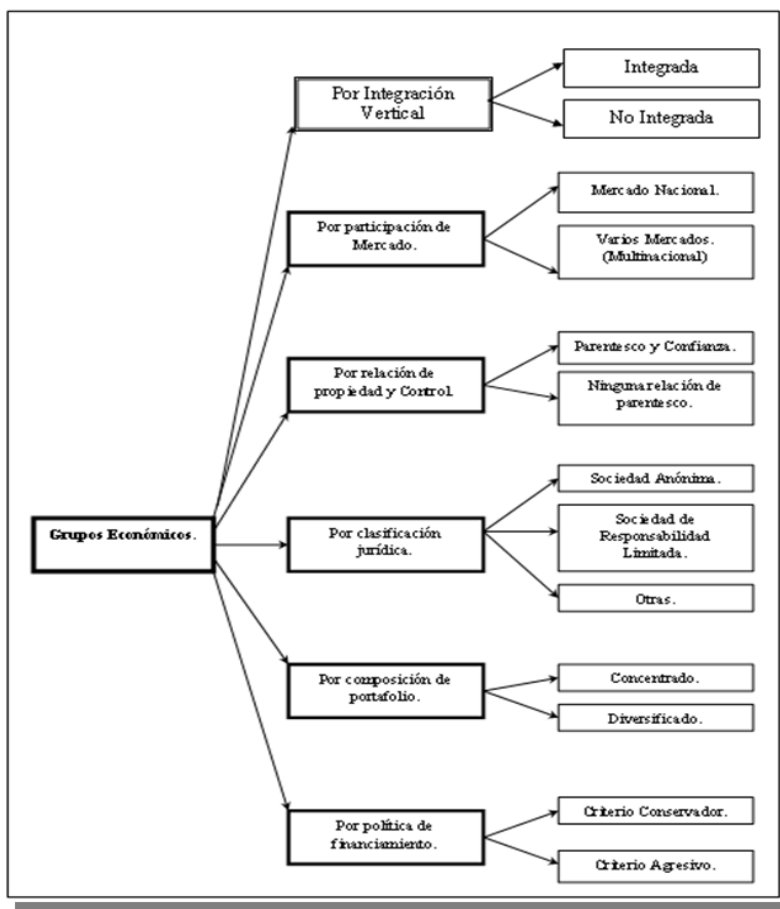 Por Integración
Vertical
Integrada
No Integrada
Por participación de
Mercado.
Mercado Nacional.
Varios Mercados.
(Multinacional)
Por relación de
propiedad y Control.
Parentesco y Confianza.
Ninguna relación de
parentesco.
Grupos Económicos.
Por clasificación
jurídica.
Sociedad Anónima.
Sociedad de
Responsabilidad
Limitada.
Otras.
Por composición de
portafolio.
Concentrado.
Diversificado.
Por política de
financiamiento.
Criterio Conservador.
Criterio Agresivo.